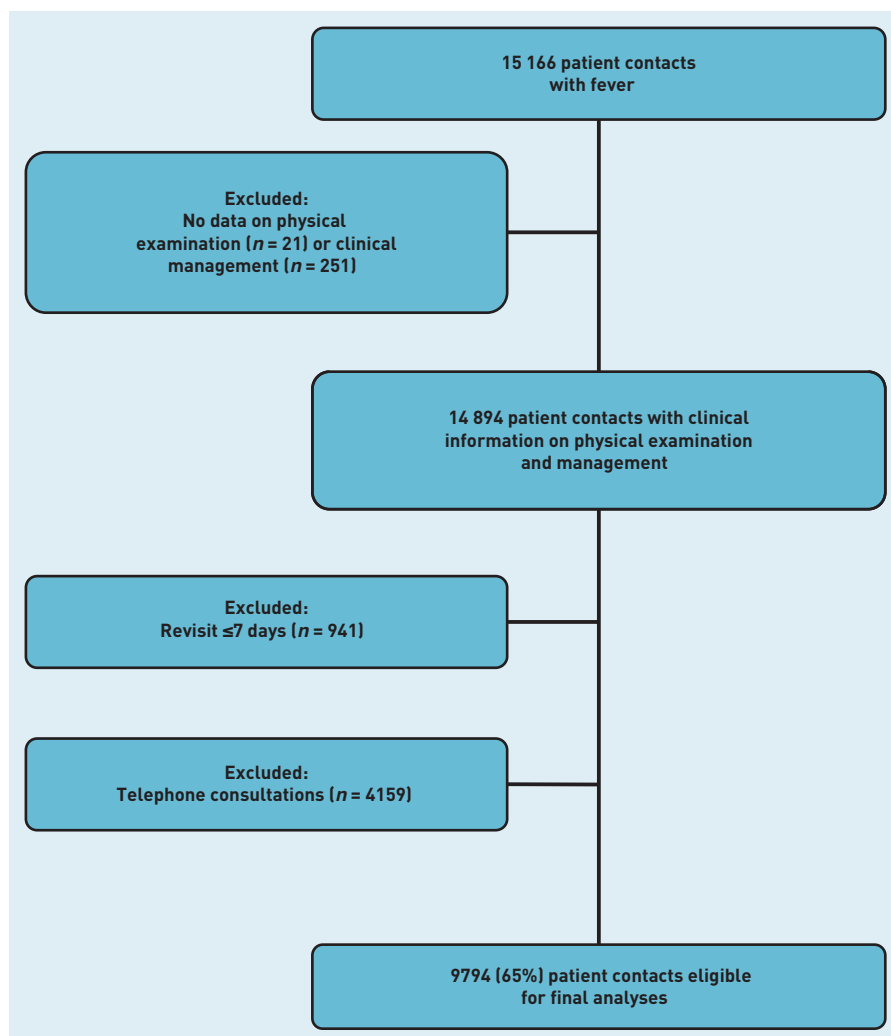 15 166 patient contacts
with fever
Excluded:
No data on physical
examination (n = 21) or clinical
management (n = 251)
14 894 patient contacts with clinical
information on physical examination
and management
Excluded:
Revisit ≤7 days (n = 941)
Excluded:
Telephone consultations (n = 4159)
9794 (65%) patient contacts eligible
for final analyses